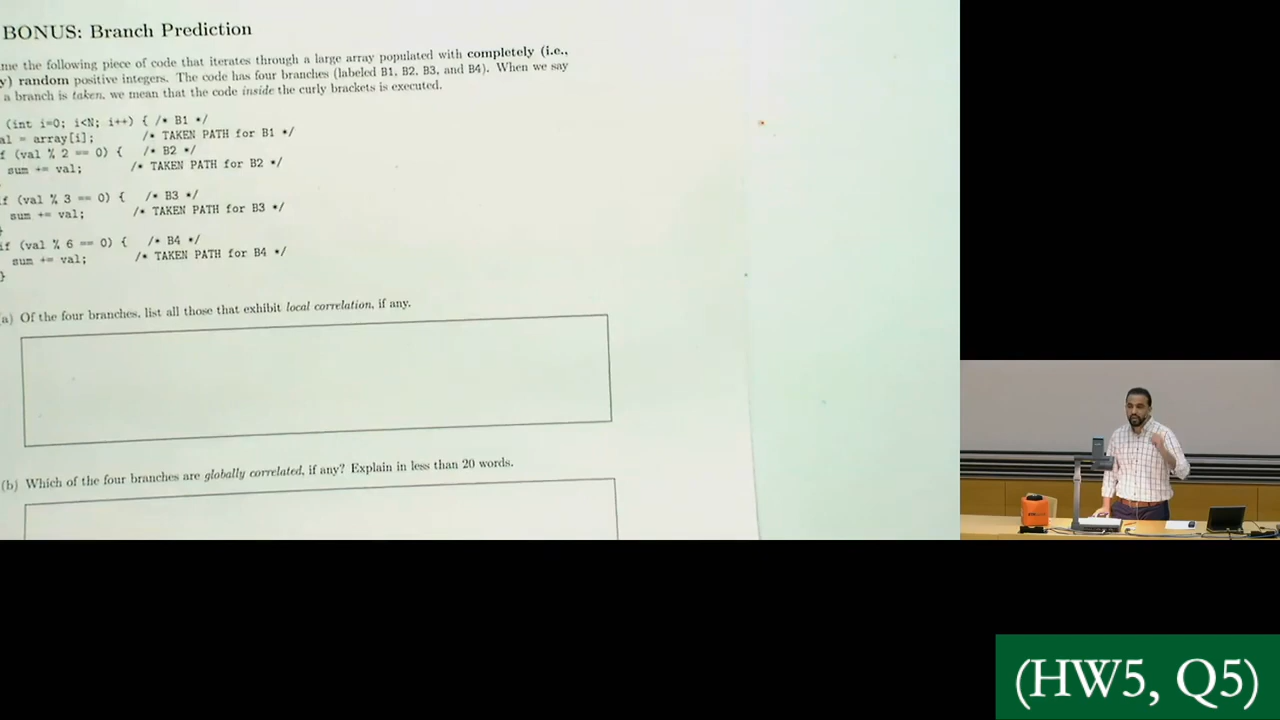 BONUS: Branch Prediction
me the following piece of code that iterates through a large array populated with completely (i.e.,
y) random positive integers. The code has four branches (labeled B1, B2, B3, and B4). When we say
a branch is taken, we mean that the code inside the curly brackets is executed.
(int i=0; i<N; i++) { /* B1 */
al = array[i]; /* TAKEN PATH for B1 */
f (val % 2 == 0) { /* B2 */
sum += val; /* TAKEN PATH for B2 */
f (val % 3 == 0) { /* B3 */
sum += val; /* TAKEN PATH for B3 */
}
if (val % 6 == 0) { /* B4 */
sum += val; /* TAKEN PATH for B4 */
}
a) Of the four branches, list all those that exhibit local correlation, if any.
(b) Which of the four branches are globally correlated, if any? Explain in less than 20 words.
(HW5, Q5)